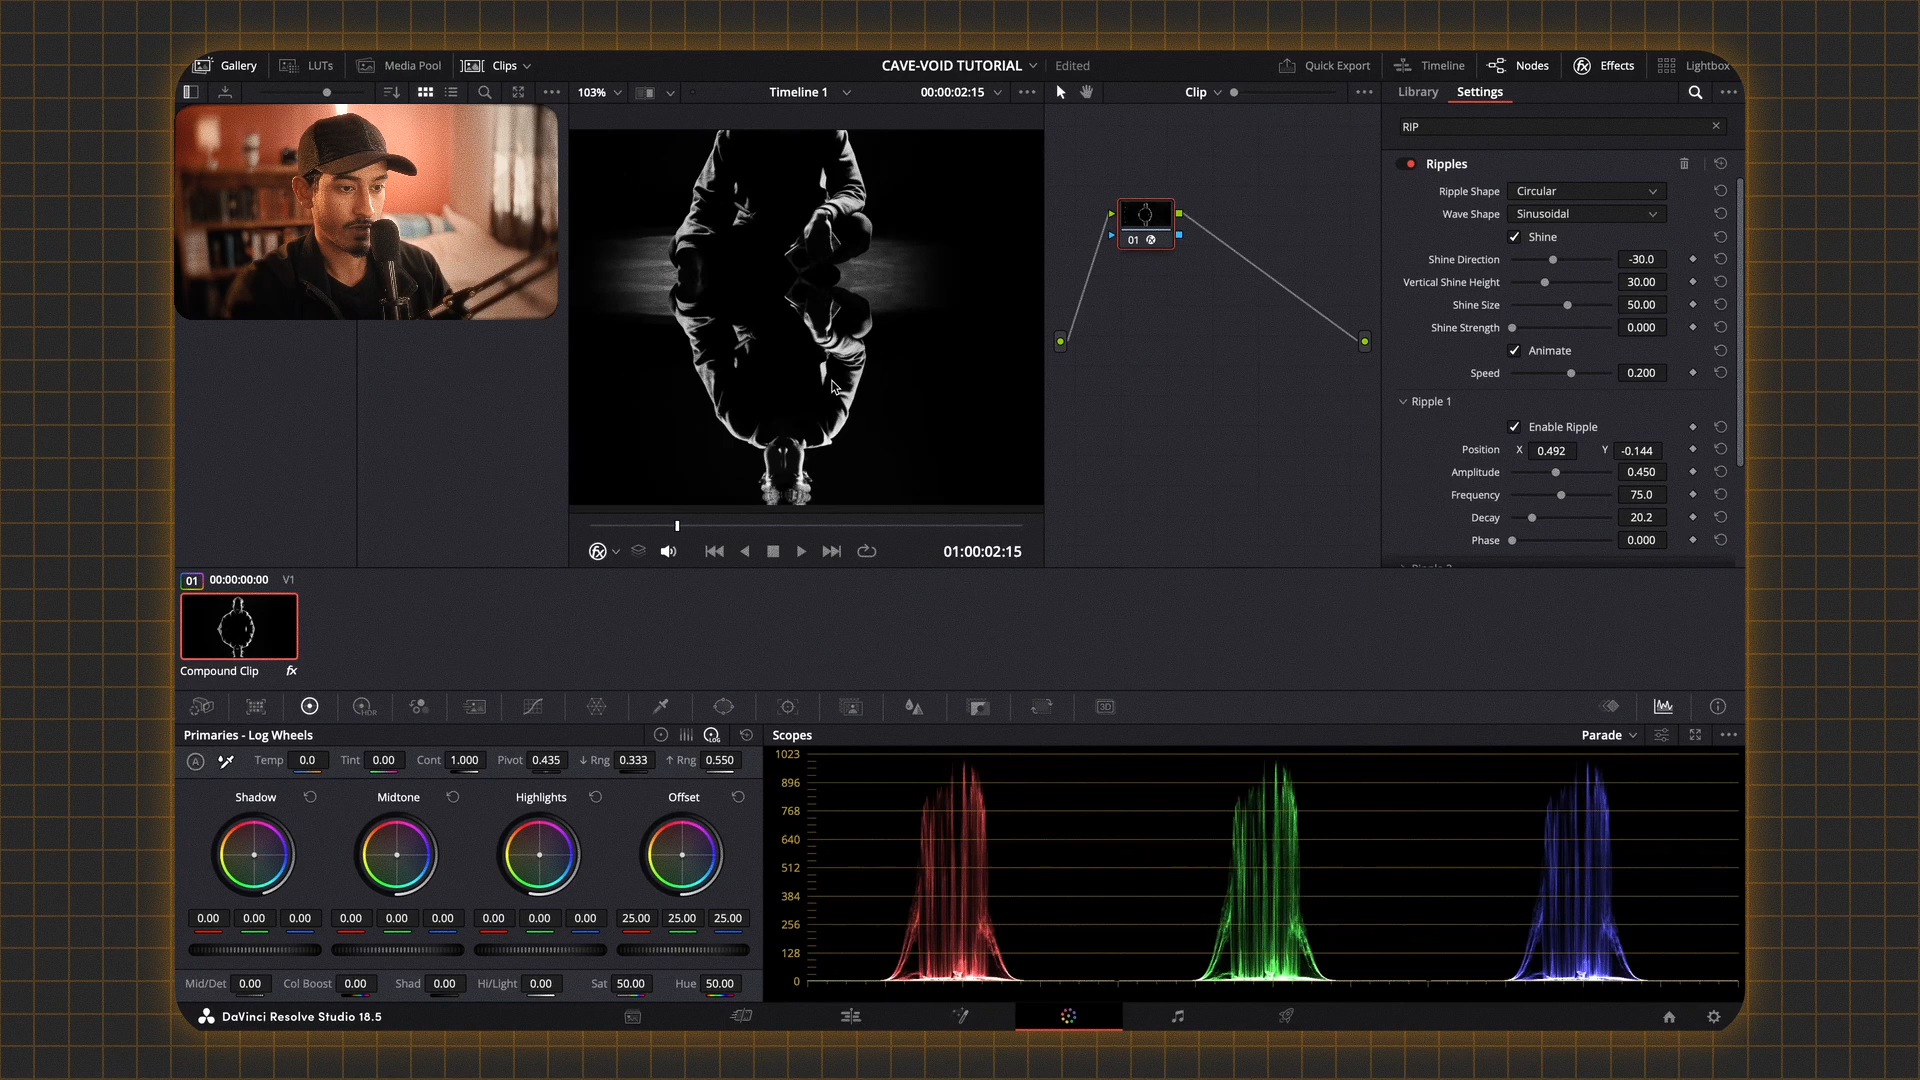 Gallery LUTs Media Pool Clips CAVE-VOID TUTORIAL Edited Quick Export Timeline Nodes Effects Lightbox
103% Timeline 1 00:00:02:15 Clip Library Settings
RIP
Ripples
Ripple Shape Circular
Wave Shape Sinusoidal
Shine
Shine Direction -30.0
Vertical Shine Height 30.00
Shine Size 50.00
Shine Strength 0.000
Animate
Speed 0.200
Ripple 1
Enable Ripple
Position X 0.492 Y -0.144
Amplitude 0.450
Frequency 75.0
Decay 20.2
Phase 0.000
01:00:02:15
01 00:00:00:00 V1
01
Compound Clip fx
HDR
3D
Primaries - Log Wheels LOG
Scopes Parade
A Temp 0.0 Tint 0.00 Cont 1.000 Pivot 0.435 ↓ Rng 0.333 ↑ Rng 0.550
Shadow Midtone Highlights Offset
0.00 0.00 0.00 0.00 0.00 0.00 0.00 0.00 0.00 25.00 25.00 25.00
Mid/Det 0.00 Col Boost 0.00 Shad 0.00 Hi/Light 0.00 Sat 50.00 Hue 50.00
1023
896
768
640
512
384
256
128
0
DaVinci Resolve Studio 18.5